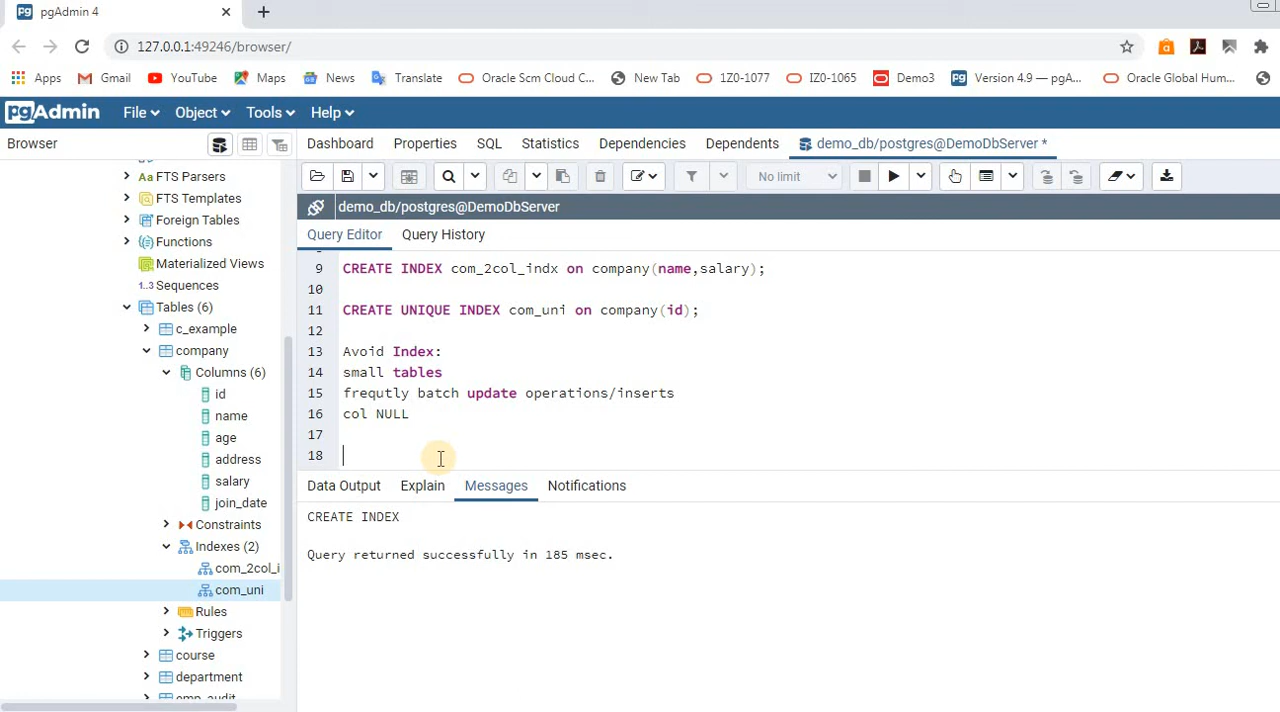 pgAdmin 4
127.0.0.1:49246/browser/
Apps Gmail YouTube Maps News Translate Oracle Scm Cloud C... New Tab 1Z0-1077 IZ0-1065 Demo3 Version 4.9 — pgA... Oracle Global Hum...
pgAdmin File Object Tools Help
Browser Dashboard Properties SQL Statistics Dependencies Dependents demo_db/postgres@DemoDbServer *
FTS Parsers No limit
FTS Templates demo_db/postgres@DemoDbServer
Foreign Tables Query Editor Query History
Functions
Materialized Views 9 CREATE INDEX com_2col_indx on company(name,salary);
Sequences 10
Tables (6) 11 CREATE UNIQUE INDEX com_uni on company(id);
c_example 12
company 13 Avoid Index:
Columns (6) 14 small tables
id 15 frequtly batch update operations/inserts
name 16 col NULL
age 17
address 18
salary Data Output Explain Messages Notifications
join_date CREATE INDEX
Constraints
Indexes (2) Query returned successfully in 185 msec.
com_2col_i
com_uni
Rules
Triggers
course
department
emp_audit